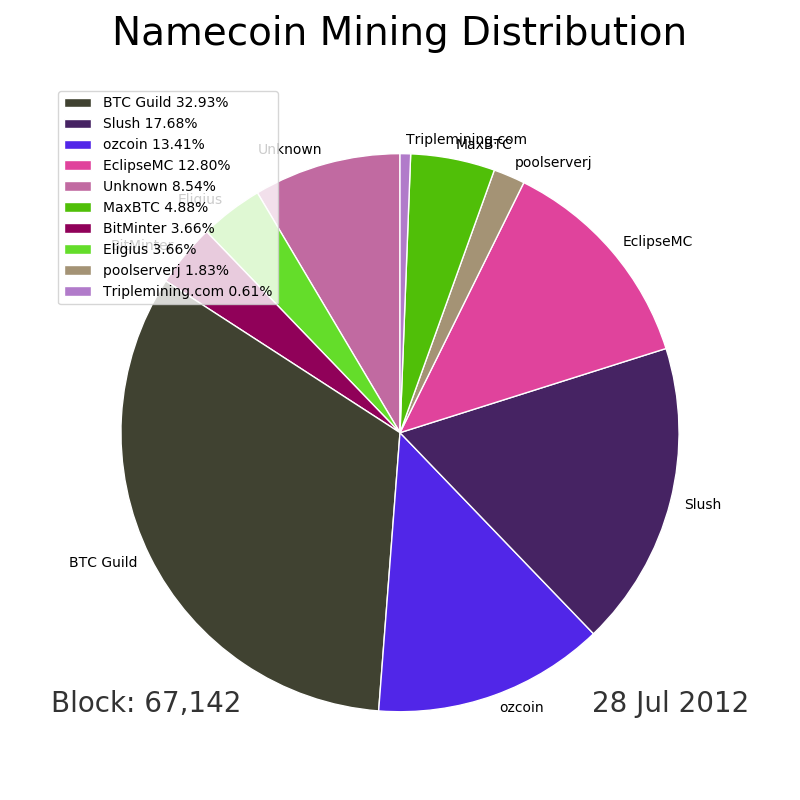 Namecoin Mining Distribution
BTC Guild 32.93%
Slush 17.68%
ozcoin 13.41%
EclipseMC 12.80%
Unknown 8.54%
MaxBTC 4.88%
BitMinter 3.66%
Eligius 3.66%
poolserverj 1.83%
Triplemining.com 0.61%
Triplemining.com
MaxBTC
Unknown
poolserverj
Eligius
EclipseMC
BitMinter
Slush
BTC Guild
ozcoin
Block: 67,142
28 Jul 2012